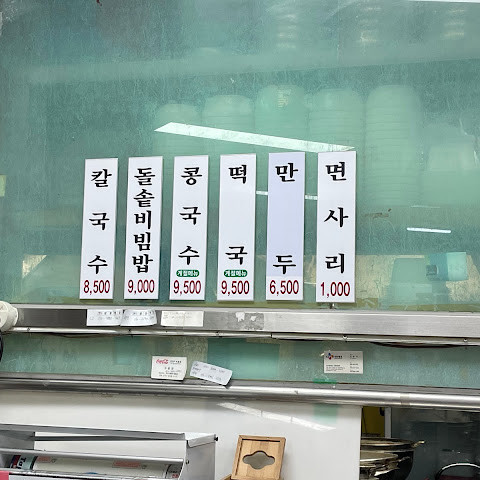 칼국수
8,500
돌솥비빔밥
9,000
콩국수
계절메뉴
9,500
떡국
계절메뉴
9,500
만두
6,500
면사리
1,000
Coca-Cola